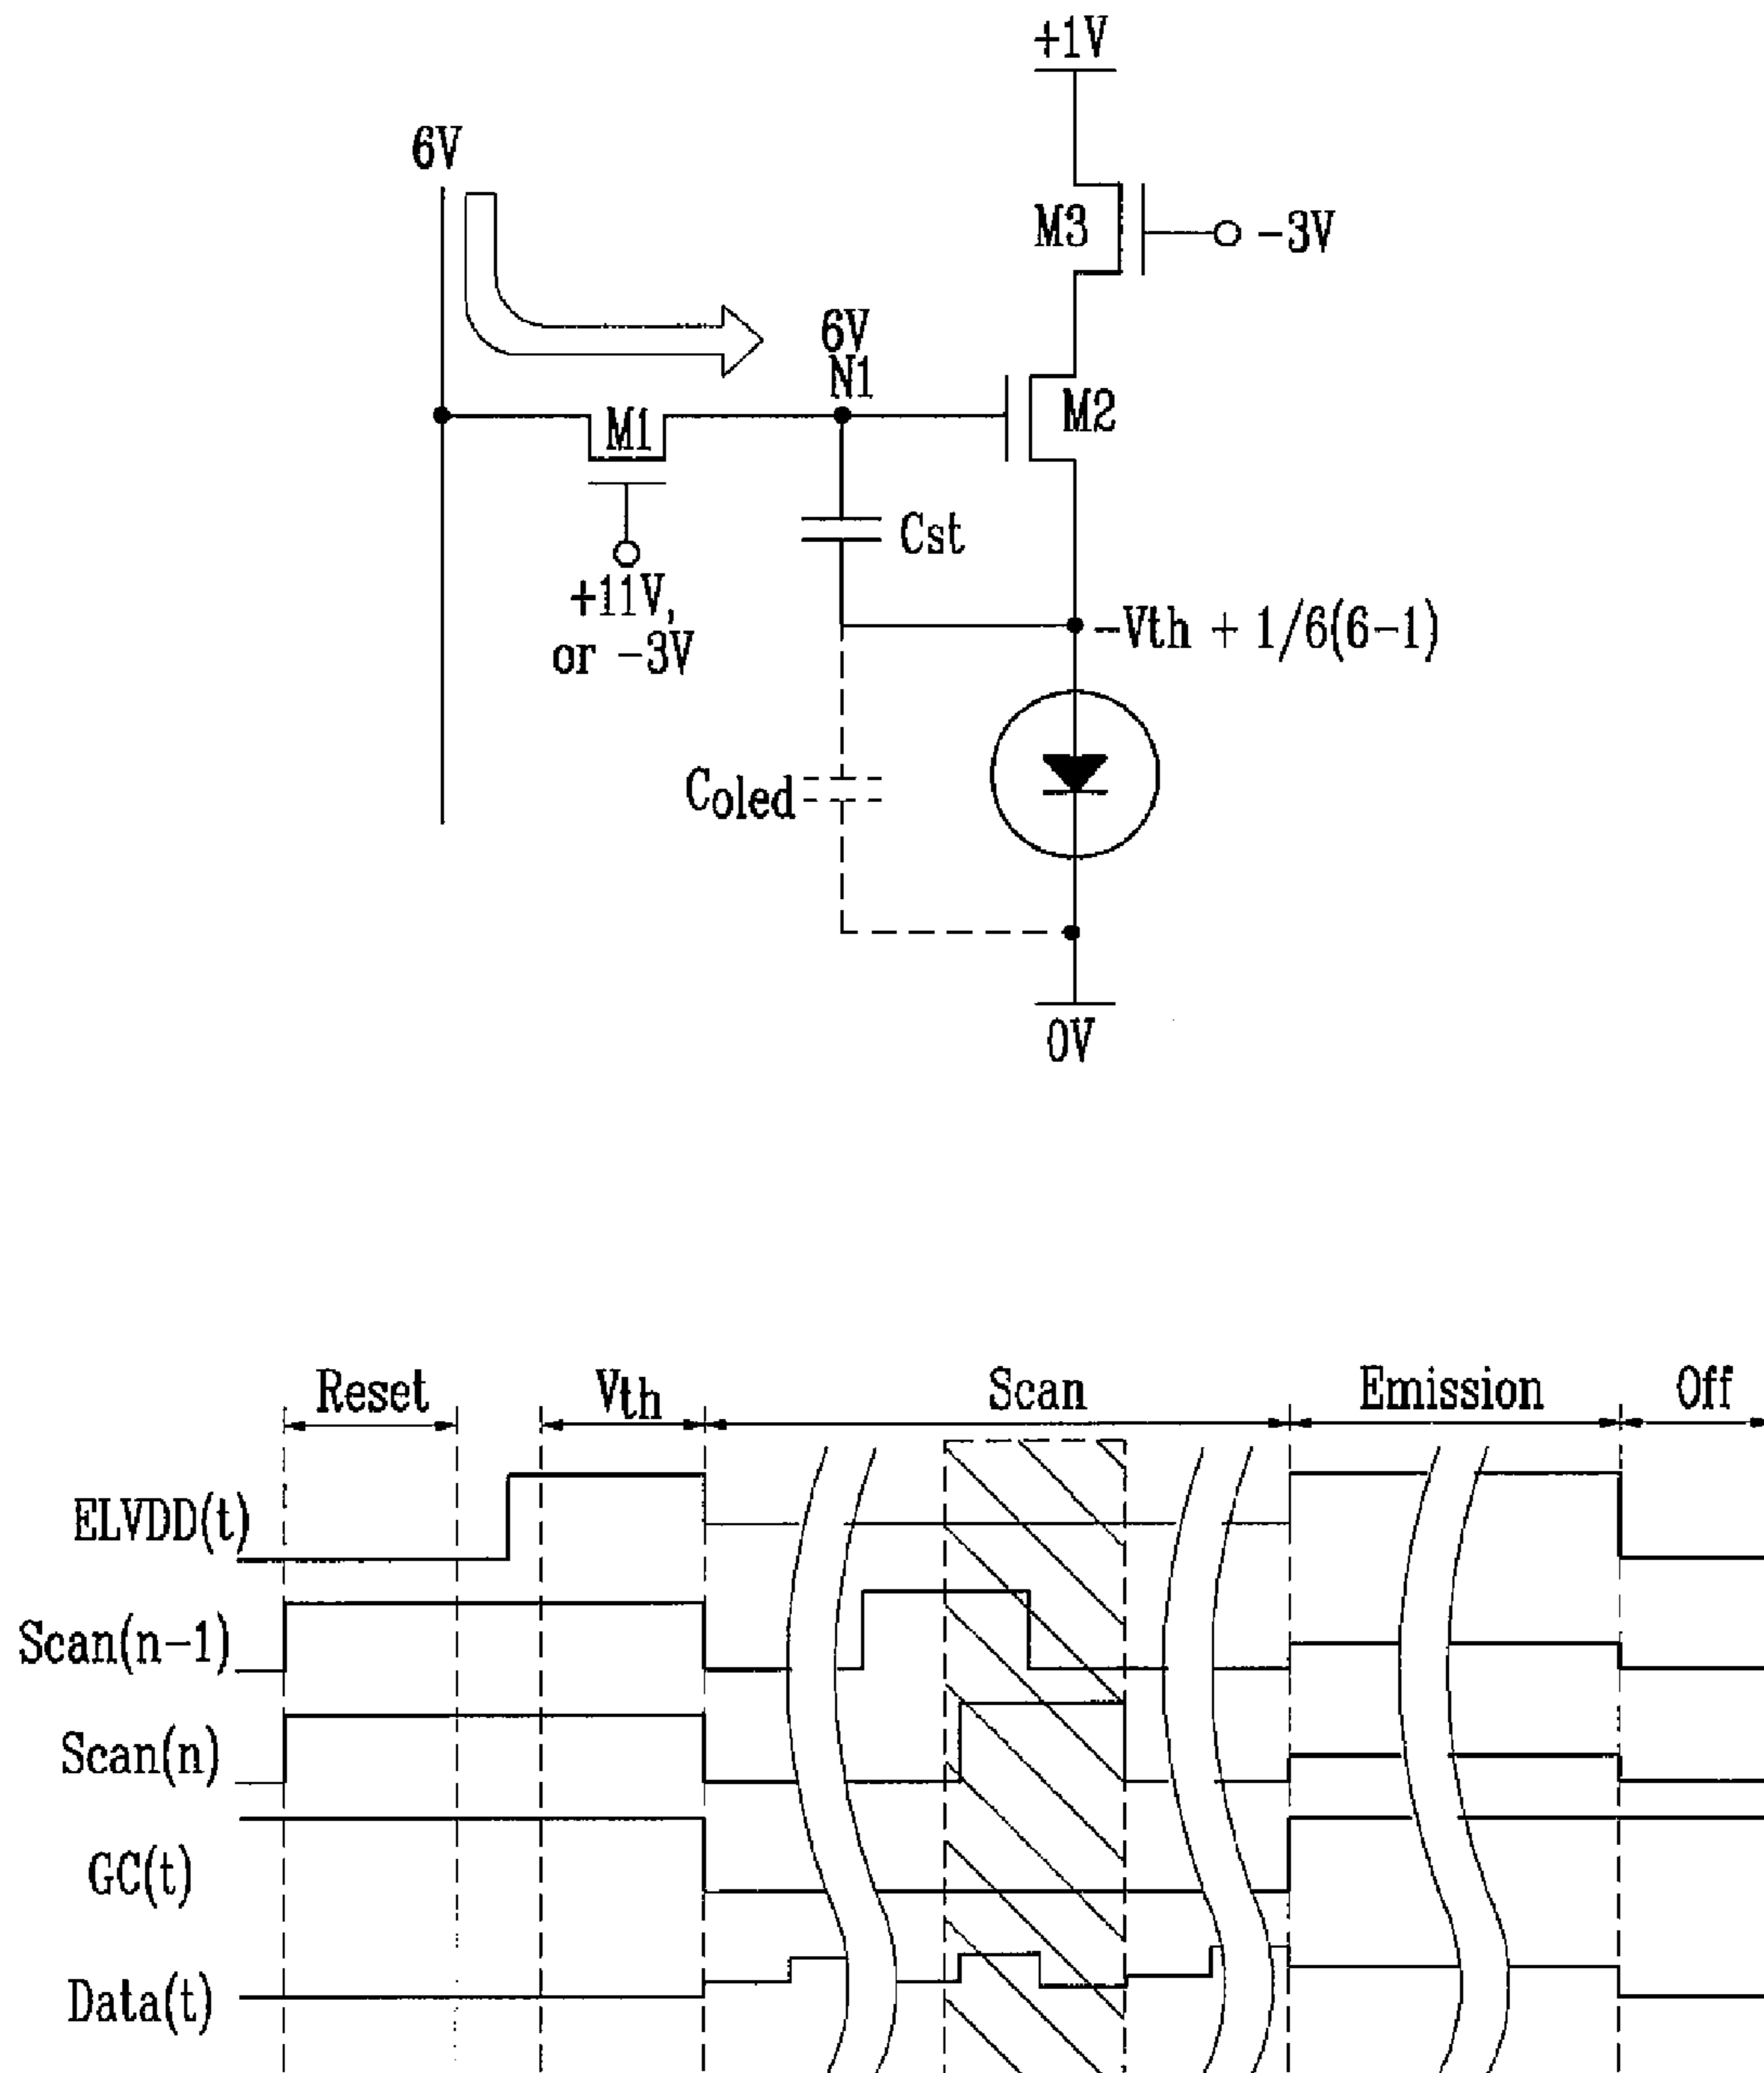 +1V
6V
M3
-3V
6V
N1
M1
M2
Cst
+11V,
or -3V
-Vth + 1/6(6-1)
Coled
0V
Reset
Vth
Scan
Emission
Off
ELVDD(t)
Scan(n-1)
Scan(n)
GC(t)
Data(t)